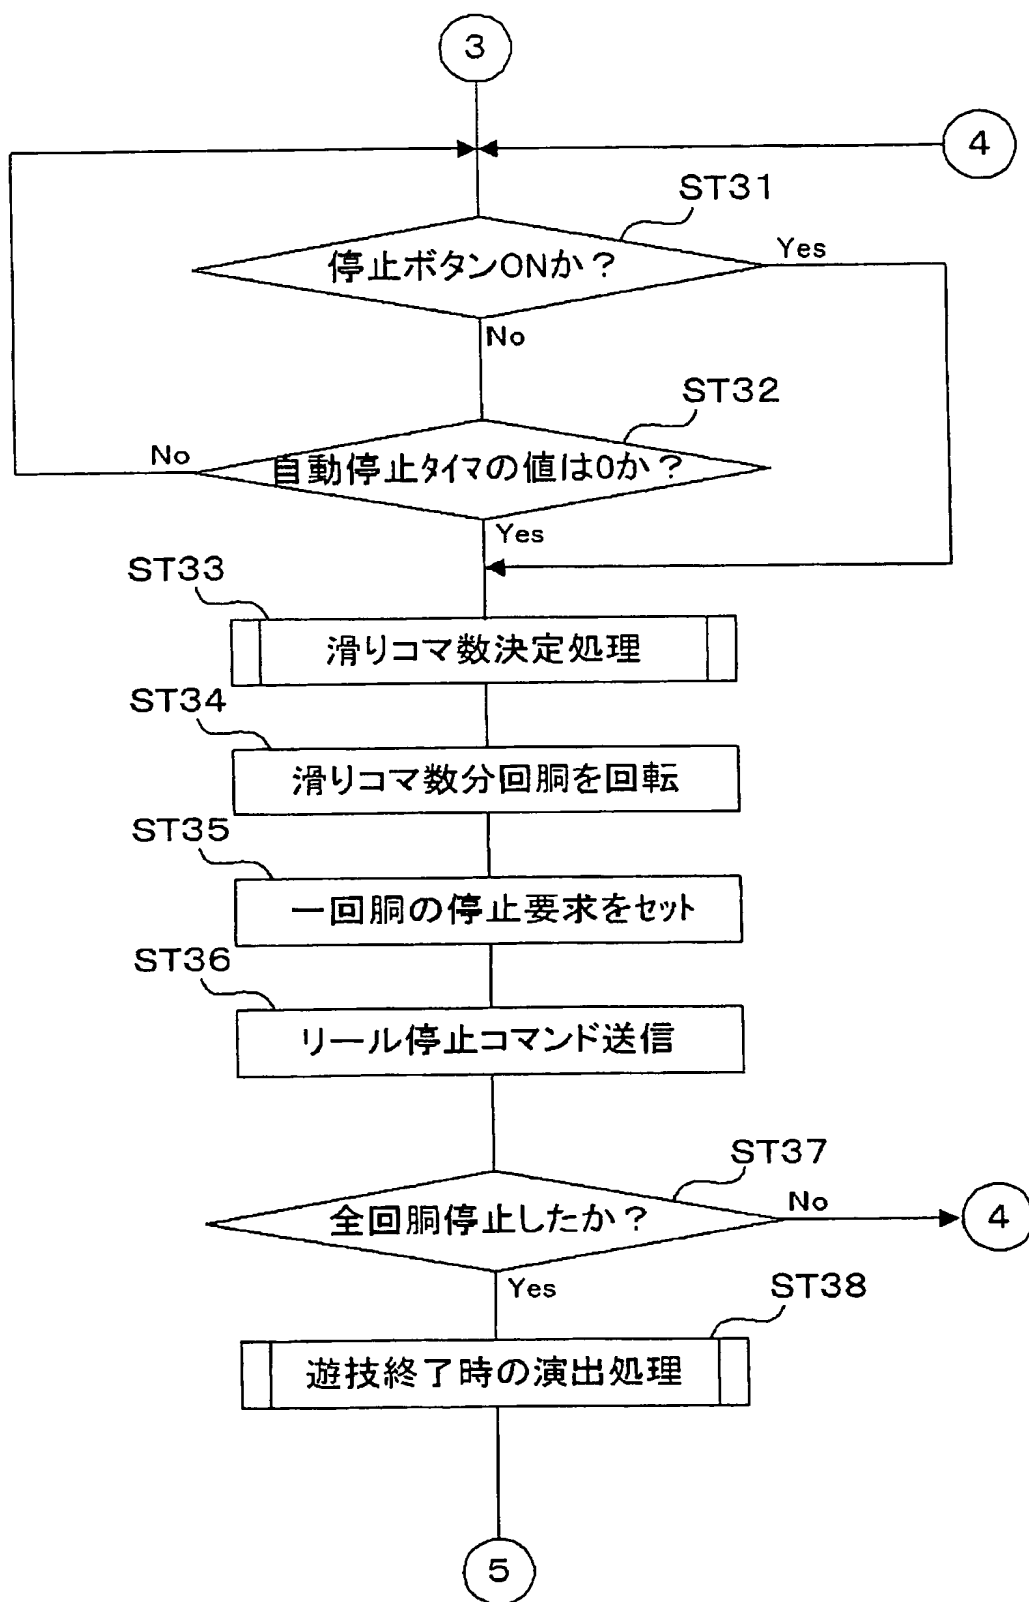 3
4
ST31
停止ボタンONか？
Yes
No
ST32
自動停止タイマの値は0か？
No
Yes
ST33
滑りコマ数決定処理
ST34
滑りコマ数分回胴を回転
ST35
一回胴の停止要求をセット
ST36
リール停止コマンド送信
ST37
全回胴停止したか？
No
4
Yes
ST38
遊技終了時の演出処理
5